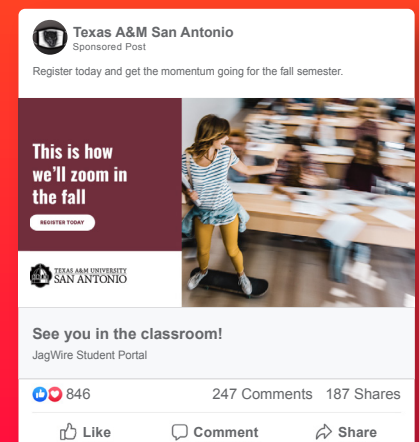 Texas A&M San Antonio
Sponsored Post
Register today and get the momentum going for the fall semester.
This is how
we'll zoom in
the fall
REGISTER TODAY
TEXAS A&M UNIVERSITY
SAN ANTONIO
See you in the classroom!
JagWire Student Portal
846
247 Comments 187 Shares
Like Comment Share